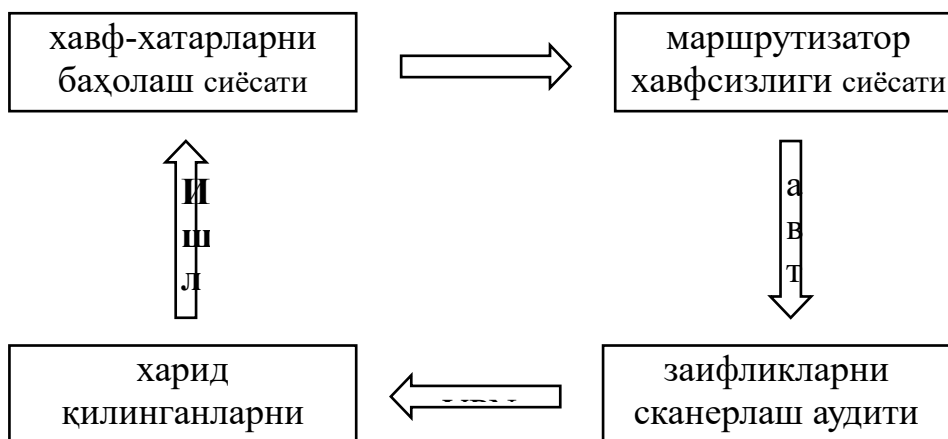 хавф-хатарларни
баҳолаш сиёсати
маршрутизатор
хавфсизлиги сиёсати
И
ш
л
а
в
т
харид
қилинганларни
заифликларни
сканерлаш аудити